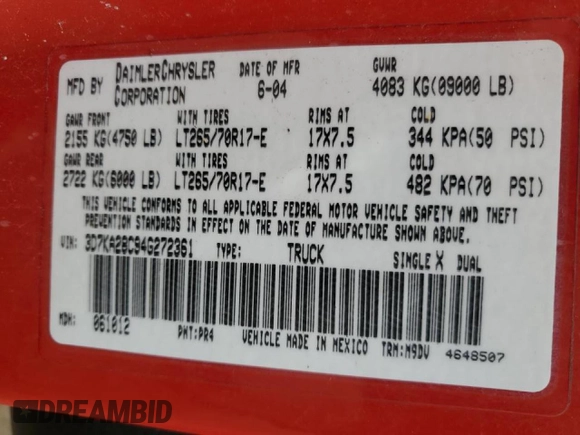 MFD BY DAIMLERCHRYSLER CORPORATION DATE OF MFR 6-04 GVWR 4083 KG(09000 LB)
GAWR FRONT WITH TIRES RIMS AT COLD
2155 KG(4750 LB) LT265/70R17-E 17X7.5 344 KPA(50 PSI)
GAWR REAR WITH TIRES RIMS AT COLD
2722 KG(6000 LB) LT265/70R17-E 17X7.5 482 KPA(70 PSI)
THIS VEHICLE CONFORMS TO ALL APPLICABLE FEDERAL MOTOR VEHICLE SAFETY AND THEFT
PREVENTION STANDARDS IN EFFECT ON THE DATE OF MANUFACTURE SHOWN ABOVE.
VIN: 3D7KA28C94G272361 TYPE: TRUCK SINGLE X DUAL
MDH: 061012 PNT:PR4 VEHICLE MADE IN MEXICO TRM:M9DV 4648507
DREAMBID